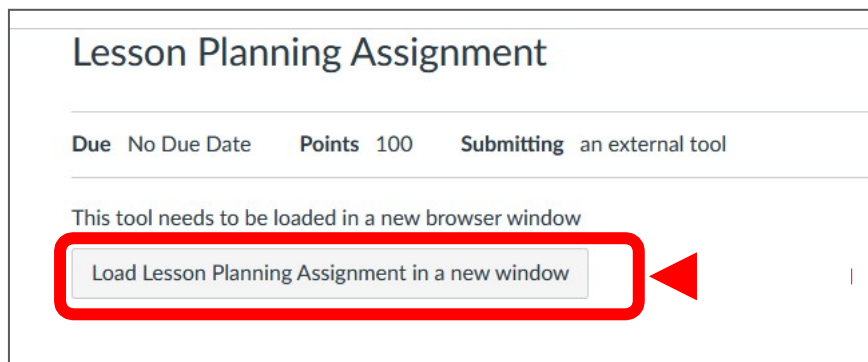 Lesson Planning Assignment
Due No Due Date Points 100 Submitting an external tool
This tool needs to be loaded in a new browser window
Load Lesson Planning Assignment in a new window